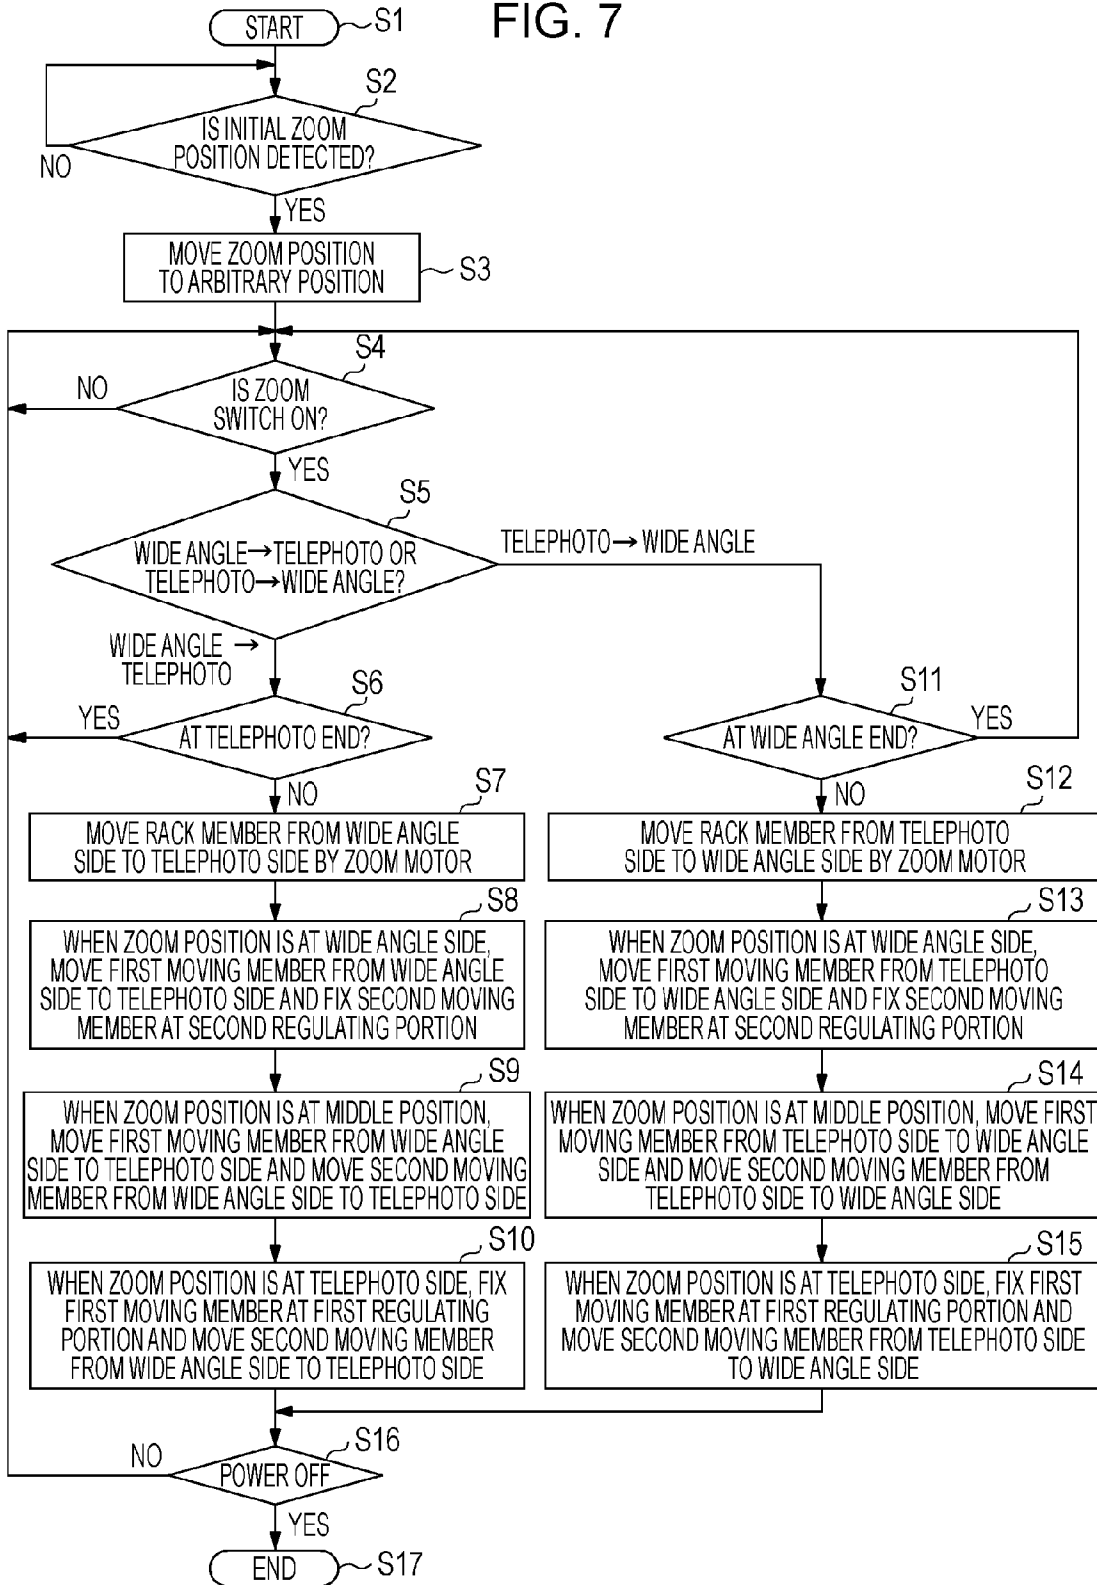 FIG. 7
START
S1
S2
IS INITIAL ZOOM
POSITION DETECTED?
NO
YES
MOVE ZOOM POSITION
TO ARBITRARY POSITION
S3
S4
NO
IS ZOOM
SWITCH ON?
YES
S5
WIDE ANGLE→TELEPHOTO OR
TELEPHOTO→WIDE ANGLE?
TELEPHOTO→WIDE ANGLE
WIDE ANGLE →
TELEPHOTO
S6
YES
AT TELEPHOTO END?
NO
S11
AT WIDE ANGLE END?
YES
NO
S7
MOVE RACK MEMBER FROM WIDE ANGLE
SIDE TO TELEPHOTO SIDE BY ZOOM MOTOR
S12
MOVE RACK MEMBER FROM TELEPHOTO
SIDE TO WIDE ANGLE SIDE BY ZOOM MOTOR
S8
WHEN ZOOM POSITION IS AT WIDE ANGLE SIDE,
MOVE FIRST MOVING MEMBER FROM WIDE ANGLE
SIDE TO TELEPHOTO SIDE AND FIX SECOND MOVING
MEMBER AT SECOND REGULATING PORTION
S13
WHEN ZOOM POSITION IS AT WIDE ANGLE SIDE,
MOVE FIRST MOVING MEMBER FROM TELEPHOTO
SIDE TO WIDE ANGLE SIDE AND FIX SECOND MOVING
MEMBER AT SECOND REGULATING PORTION
S9
WHEN ZOOM POSITION IS AT MIDDLE POSITION,
MOVE FIRST MOVING MEMBER FROM WIDE ANGLE
SIDE TO TELEPHOTO SIDE AND MOVE SECOND MOVING
MEMBER FROM WIDE ANGLE SIDE TO TELEPHOTO SIDE
S14
WHEN ZOOM POSITION IS AT MIDDLE POSITION, MOVE FIRST
MOVING MEMBER FROM TELEPHOTO SIDE TO WIDE ANGLE
SIDE AND MOVE SECOND MOVING MEMBER FROM
TELEPHOTO SIDE TO WIDE ANGLE SIDE
S10
WHEN ZOOM POSITION IS AT TELEPHOTO SIDE, FIX
FIRST MOVING MEMBER AT FIRST REGULATING
PORTION AND MOVE SECOND MOVING MEMBER
FROM WIDE ANGLE SIDE TO TELEPHOTO SIDE
S15
WHEN ZOOM POSITION IS AT TELEPHOTO SIDE, FIX FIRST
MOVING MEMBER AT FIRST REGULATING PORTION AND
MOVE SECOND MOVING MEMBER FROM TELEPHOTO SIDE
TO WIDE ANGLE SIDE
S16
NO
POWER OFF
YES
END
S17